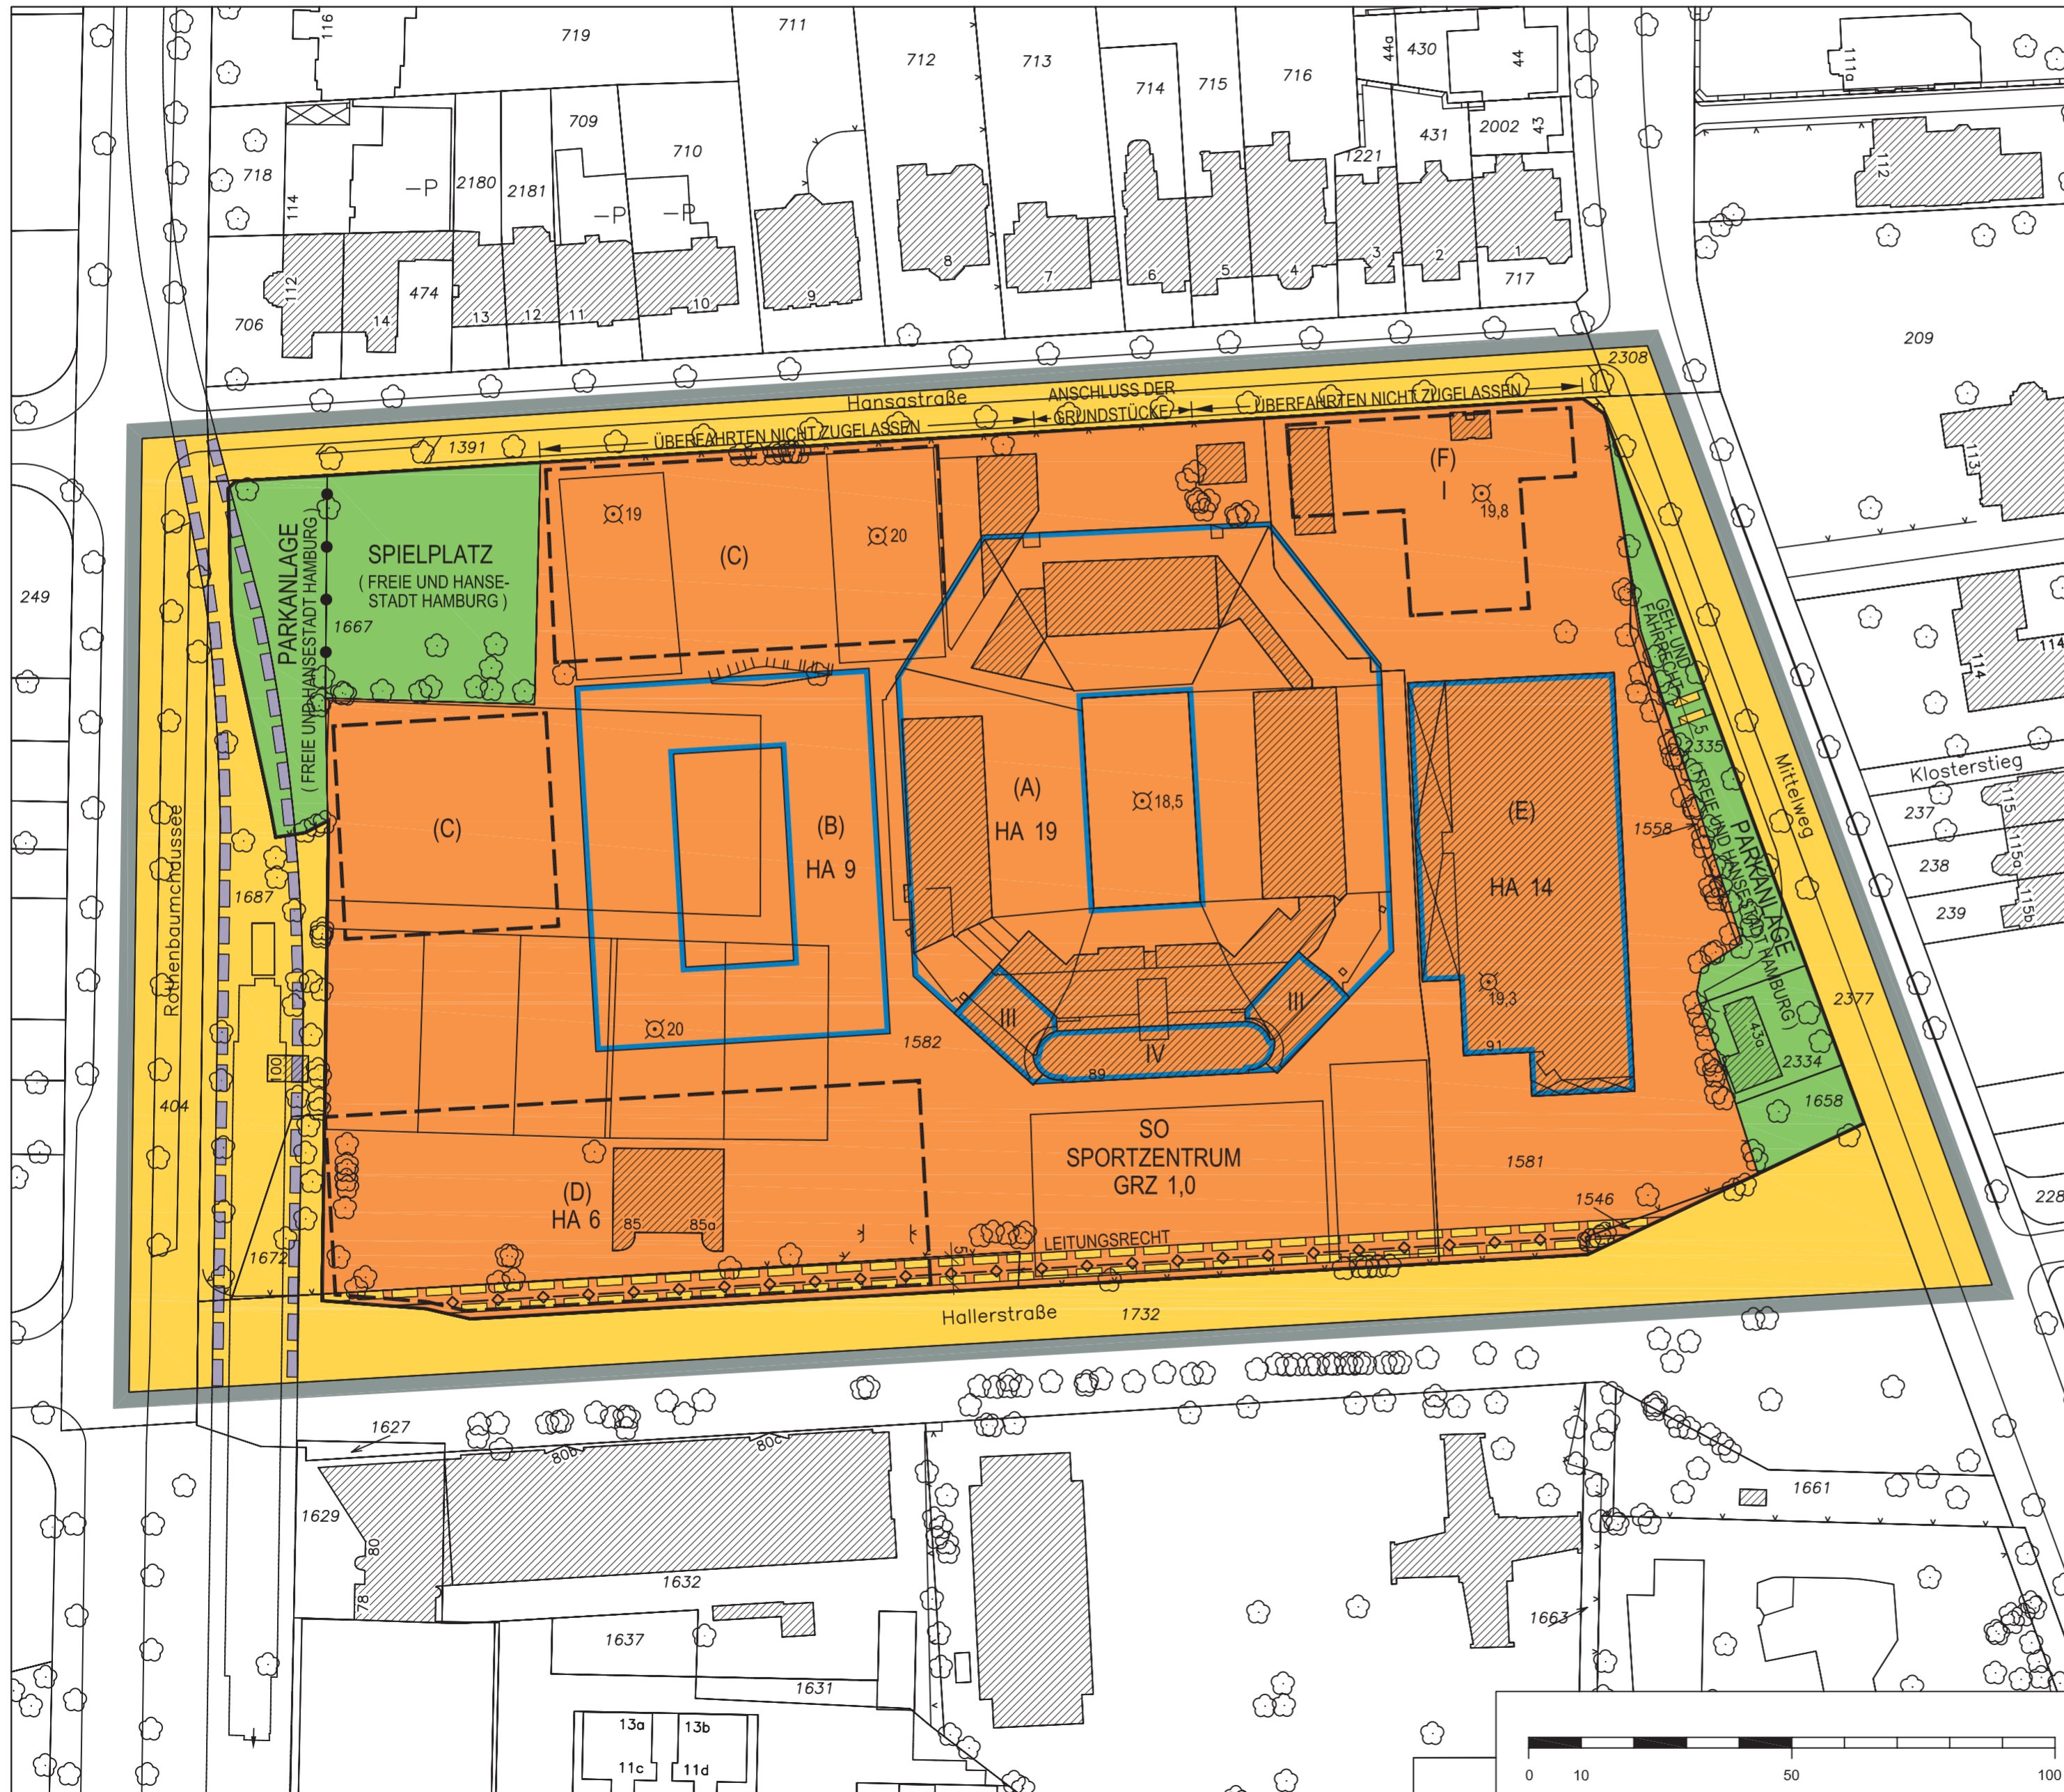 116
719
711
712
713
714
715
716
44a
430
44
111a
718
114
-P
2180
2181
709
-P
710
-P
1221
431
2002
43
112
706
112
14
474
13
12
11
10
9
8
7
6
5
4
3
2
1
717
209
2308
Hansastraße
ANSCHLUSS DER
GRUNDSTÜCKE
ÜBERFAHRTEN NICHT ZUGELASSEN
ÜBERFAHRTEN NICHT ZUGELASSEN
1391
113
249
PARKANLAGE
( FREIE UND HANSESTADT HAMBURG )
SPIELPLATZ
( FREIE UND HANSE-
STADT HAMBURG )
1667
19
(C)
20
(F)
I
19,8
GEH- UND
FAHRRECHT
5
2335
114
114
Mittelweg
Klosterstieg
237
238
239
115
115a
115b
Rothenbaumchaussee
(C)
(B)
HA 9
(A)
HA 19
18,5
(E)
HA 14
1558
PARKANLAGE
( FREIE UND HANSESTADT HAMBURG )
1687
19,3
2377
20
1582
III
III
IV
89
91
43a
2334
1658
100
404
SO
SPORTZENTRUM
GRZ 1,0
1581
1546
228
(D)
HA 6
85
85a
1672
LEITUNGSRECHT
5
Hallerstraße
1732
1627
80b
80c
1629
80
78
1632
1661
1663
1637
1631
13a
13b
11c
11d
0
10
50
100